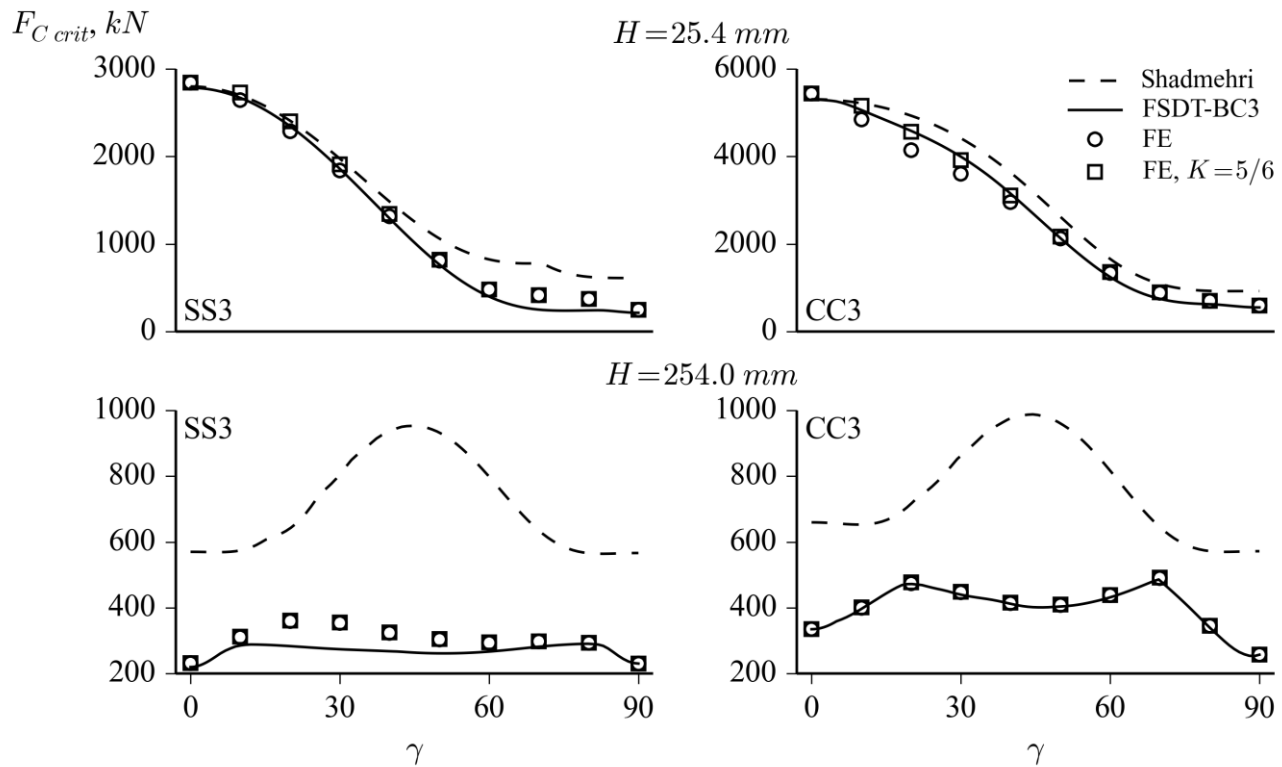 F_{C crit}, kN
H = 25.4 mm
3000
2000
1000
0
SS3
6000
4000
2000
0
CC3
Shadmehri
FSDT-BC3
FE
FE, K = 5/6
H = 254.0 mm
1000
800
600
400
200
SS3
0 30 60 90
γ
1000
800
600
400
200
CC3
0 30 60 90
γ